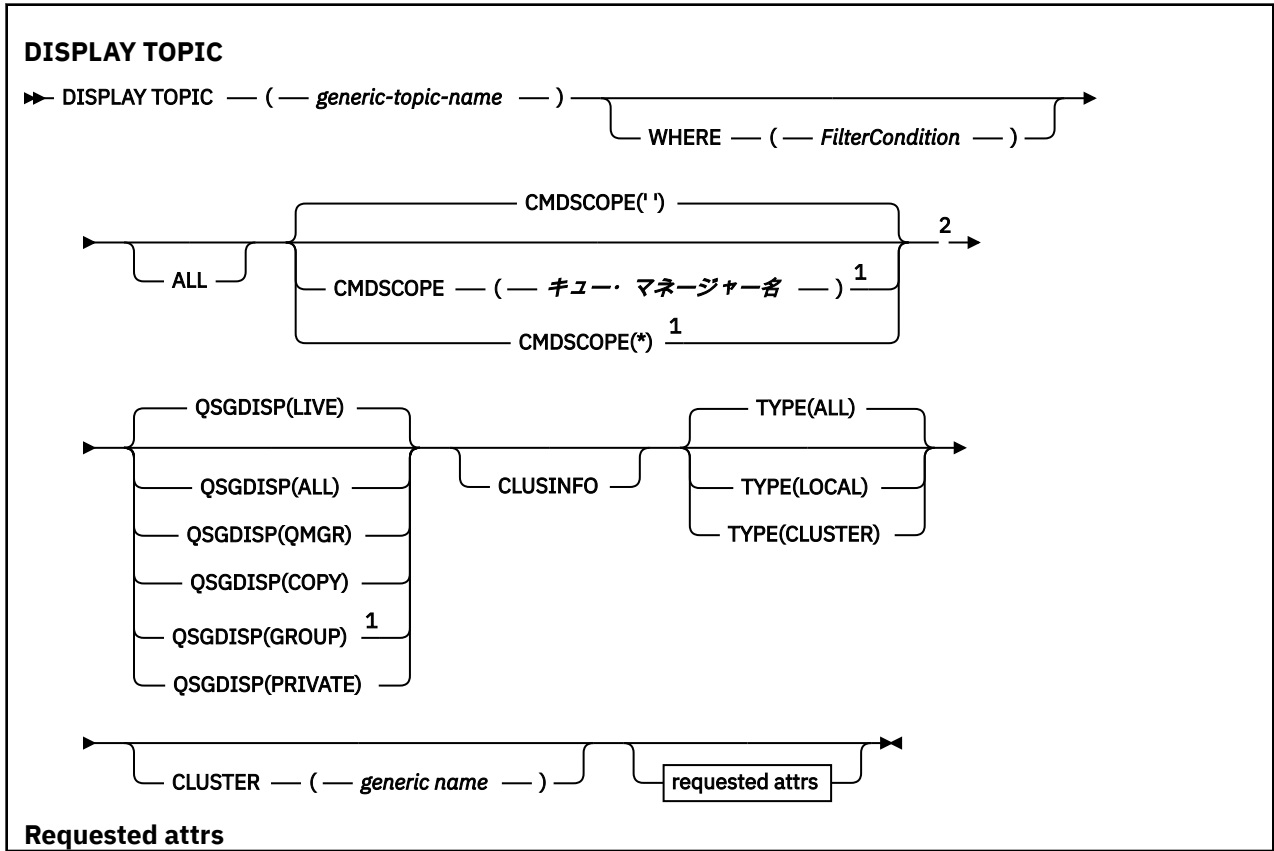 DISPLAY TOPIC
DISPLAY TOPIC ( generic-topic-name )
WHERE ( FilterCondition )
CMDSCOPE(' ')
2
ALL
CMDSCOPE ( キュー・マネージャー名 ) 1
CMDSCOPE(*) 1
QSGDISP(LIVE) TYPE(ALL)
QSGDISP(ALL) CLUSINFO TYPE(LOCAL)
QSGDISP(QMGR) TYPE(CLUSTER)
QSGDISP(COPY)
QSGDISP(GROUP) 1
QSGDISP(PRIVATE)
CLUSTER ( generic name ) requested attrs
Requested attrs